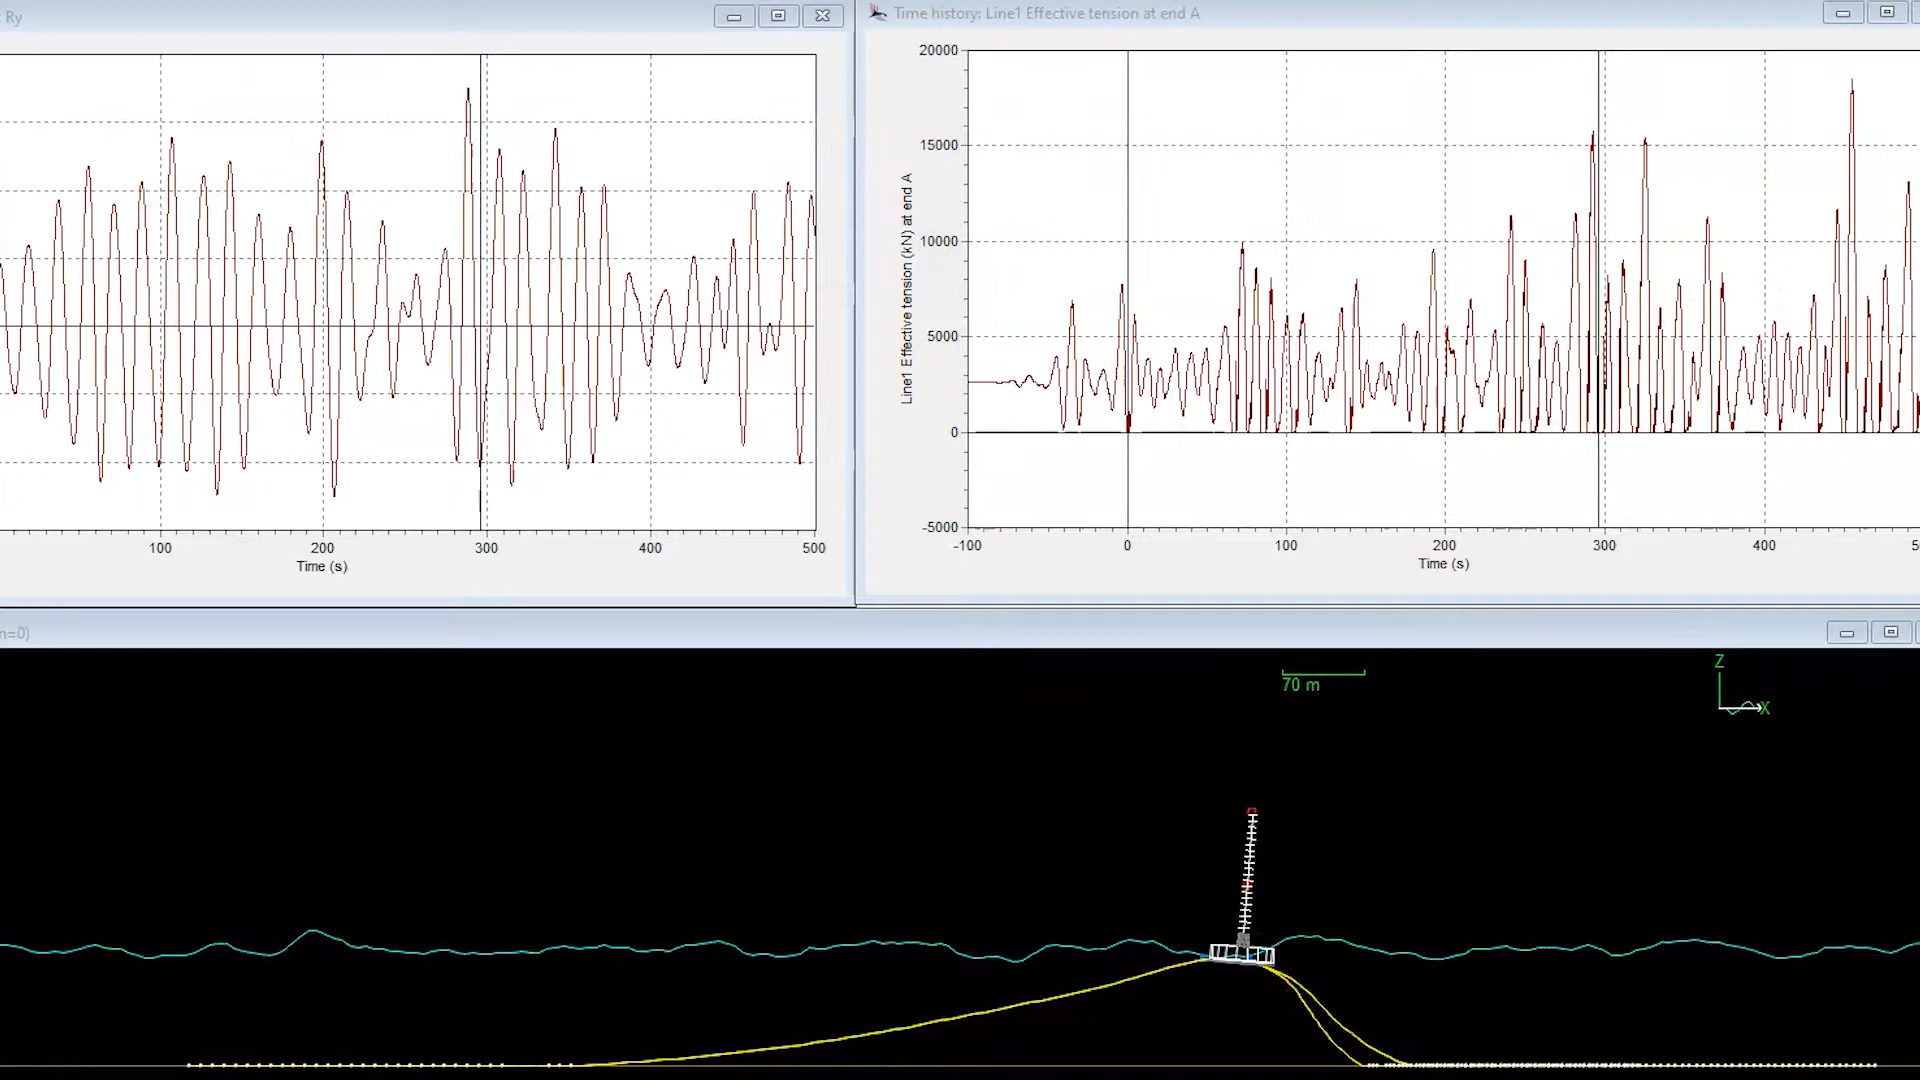 Ry
Time history: Line1 Effective tension at end A
100
200
300
400
500
Time (s)
20000
15000
10000
5000
0
-5000
Line1 Effective tension (kN) at end A
-100
0
100
200
300
400
5
Time (s)
n=0)
70 m
Z
X